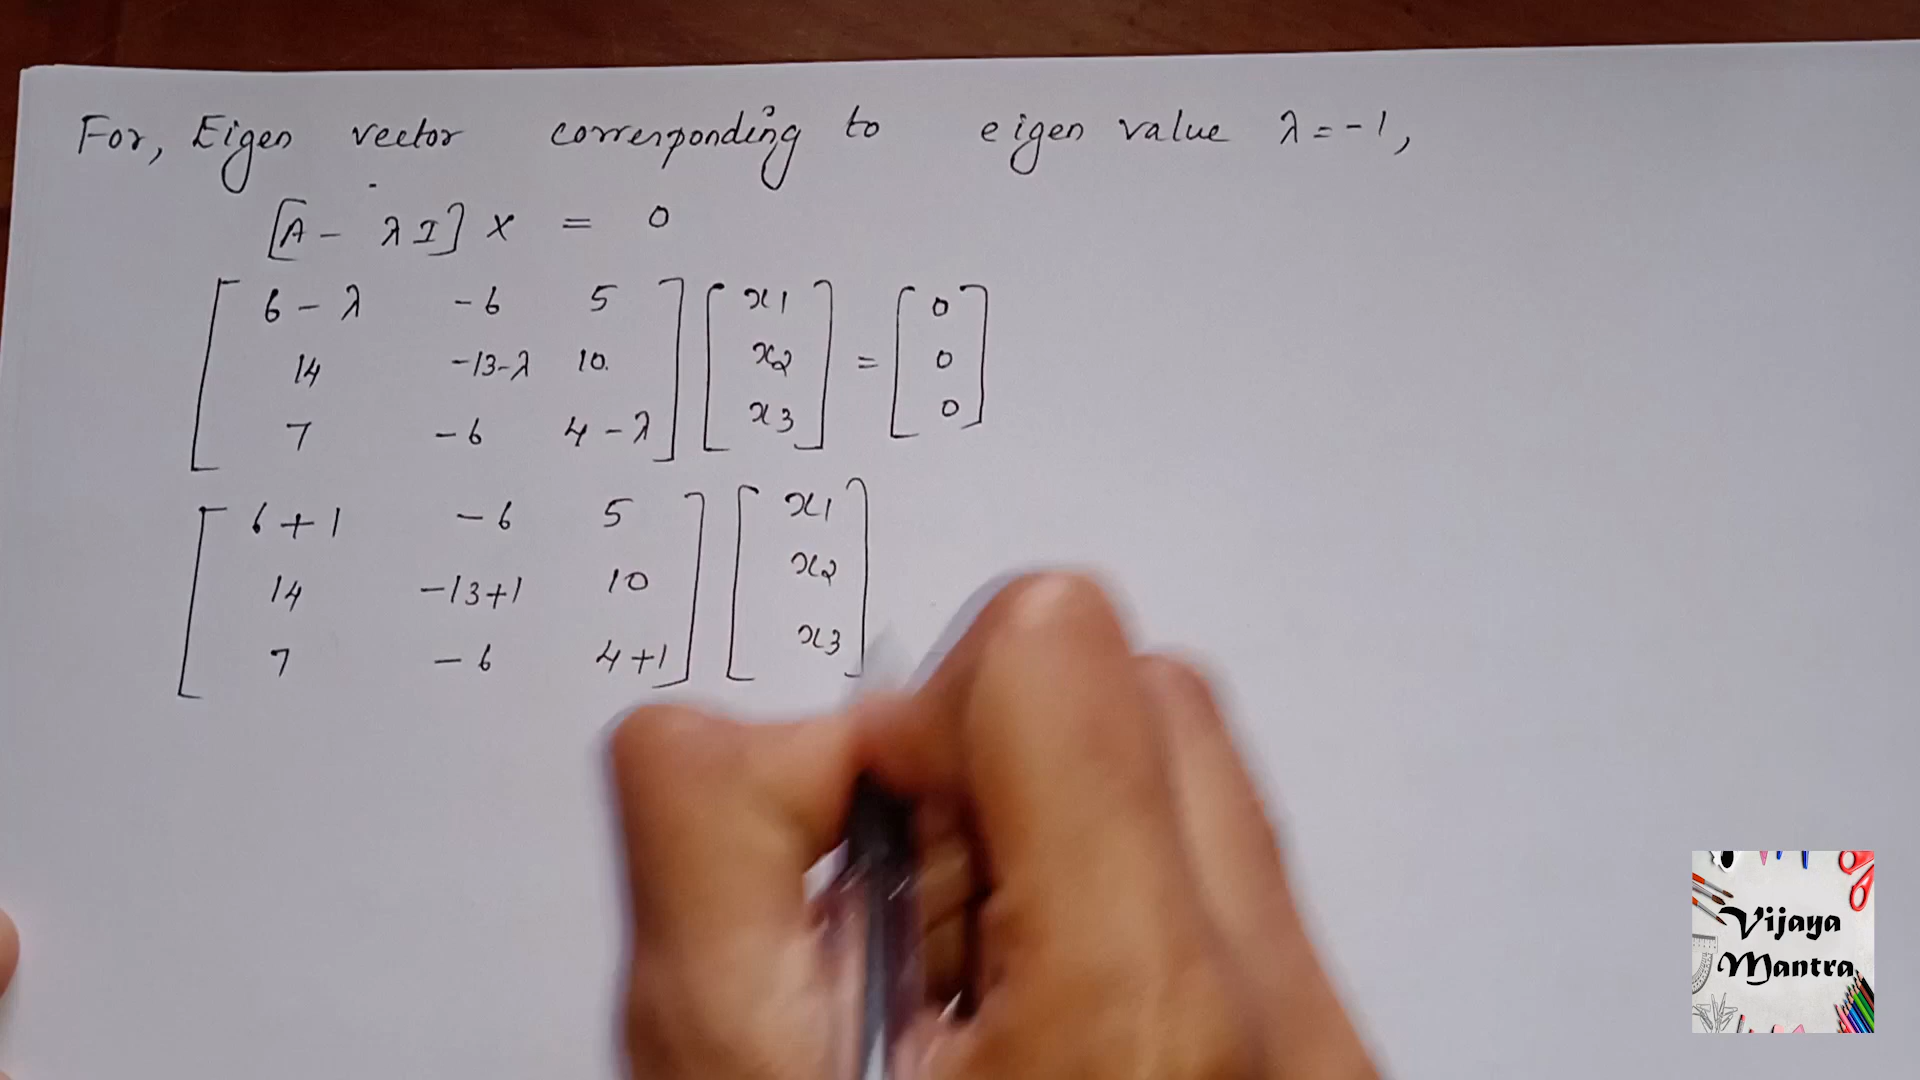 For, Eigen vector corresponding to eigen value λ=-1,
[A - λI] X = 0
[ 6-λ -6 5 ] [ x1 ] [ 0 ]
[ 14 -13-λ 10. ] [ x2 ] = [ 0 ]
[ 7 -6 4-λ ] [ x3 ] [ 0 ]
[ 6+1 -6 5 ] [ x1 ]
[ 14 -13+1 10 ] [ x2 ]
[ 7 -6 4+1 ] [ x3 ]
Vijaya
Mantra